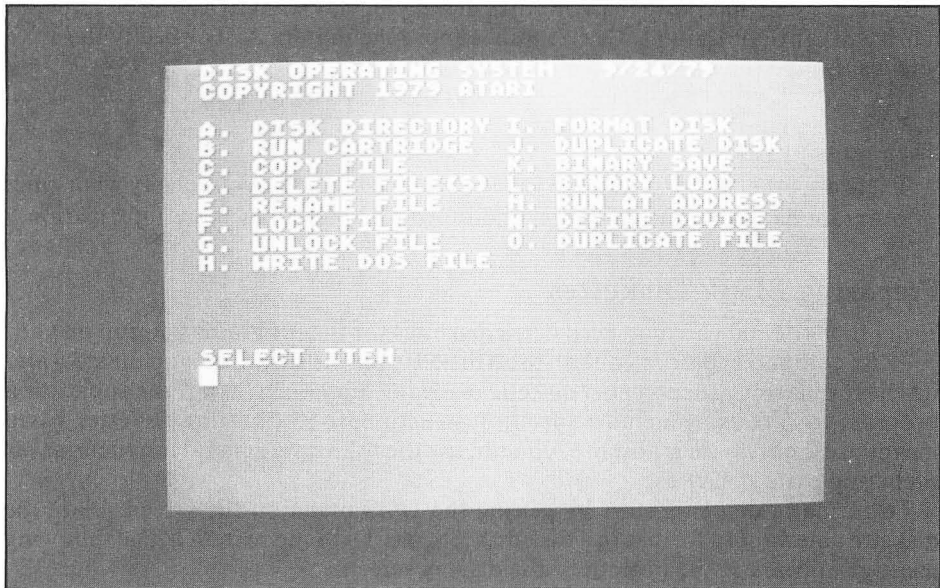 DISK OPERATING SYSTEM 9/24/79
COPYRIGHT 1979 ATARI
A. DISK DIRECTORY I. FORMAT DISK
B. RUN CARTRIDGE J. DUPLICATE DISK
C. COPY FILE K. BINARY SAVE
D. DELETE FILE(S) L. BINARY LOAD
E. RENAME FILE M. RUN AT ADDRESS
F. LOCK FILE N. DEFINE DEVICE
G. UNLOCK FILE O. DUPLICATE FILE
H. WRITE DOS FILE
SELECT ITEM